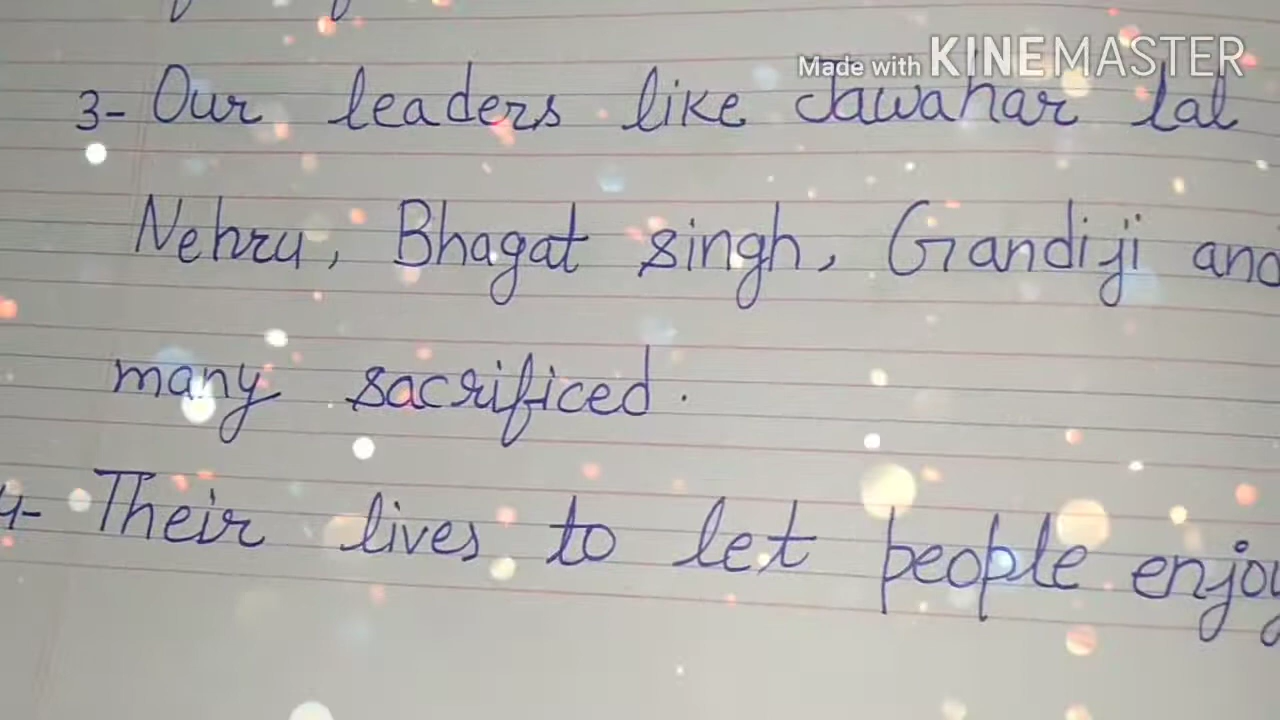 Made with KINEMASTER
3- Our leaders like Jawahar lal
Nehru, Bhagat singh, Gandiji and
many sacrificed.
4- Their lives to let people enjoy